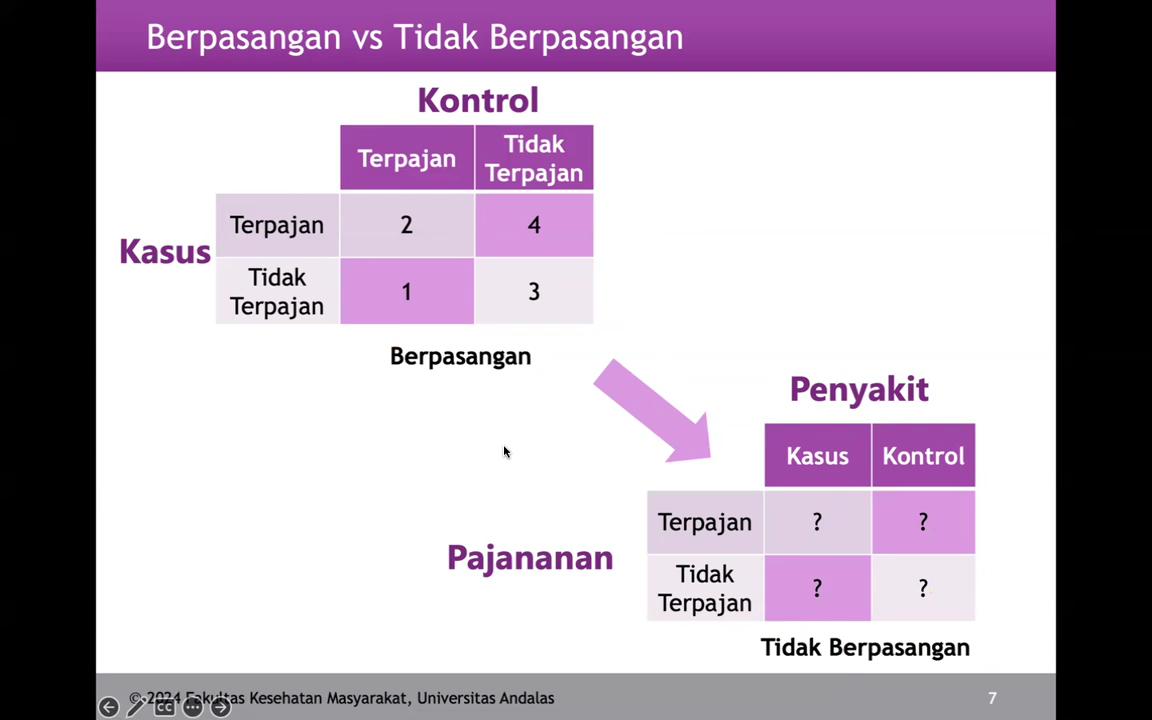 Berpasangan vs Tidak Berpasangan
Kontrol
Terpajan
Tidak
Terpajan
Kasus
Terpajan
2
4
Tidak
Terpajan
1
3
Berpasangan
Penyakit
Kasus
Kontrol
Pajananan
Terpajan
?
?
Tidak
Terpajan
?
?
Tidak Berpasangan
© 2024 Fakultas Kesehatan Masyarakat, Universitas Andalas
CC
7